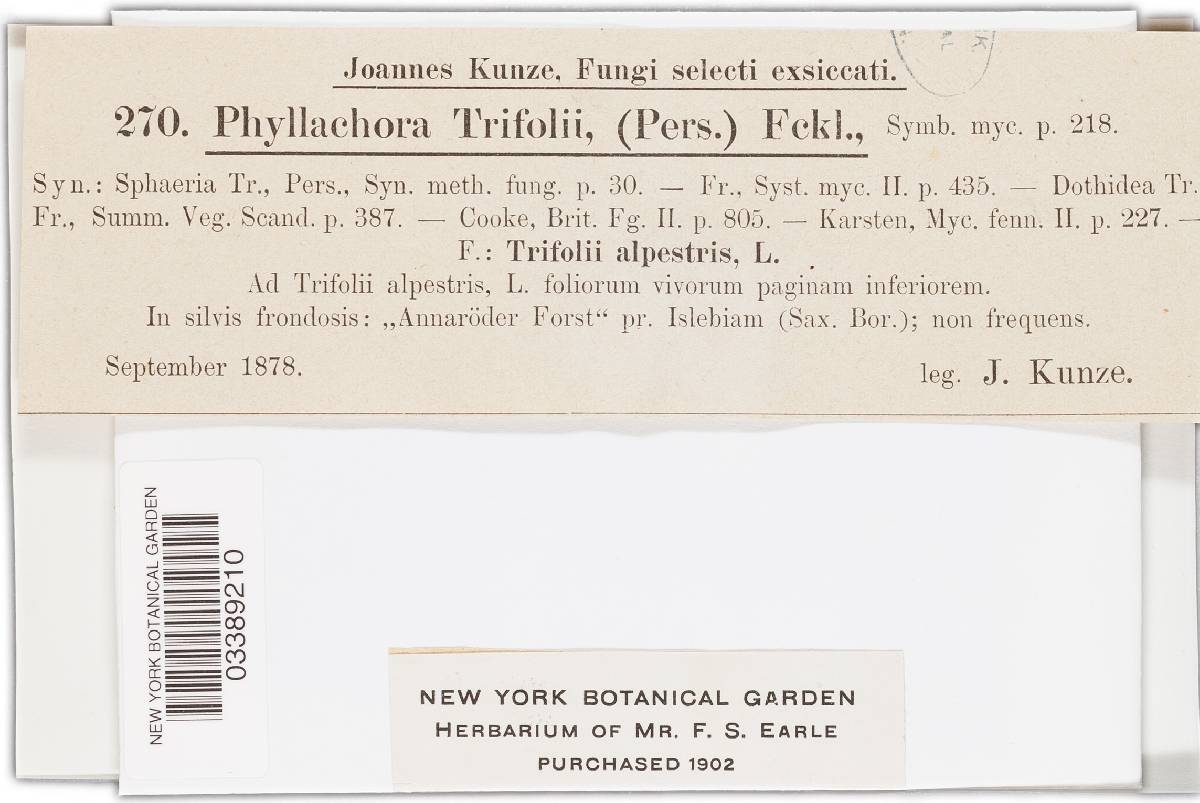 Joannes Kunze, Fungi selecti exsiccati.
270. Phyllachora Trifolii, (Pers.) Fckl., Symb. myc. p. 218.
Syn.: Sphaeria Tr., Pers., Syn. meth. fung. p. 30. — Fr., Syst. myc. II. p. 435. — Dothidea Tr.
Fr., Summ. Veg. Scand. p. 387. — Cooke, Brit. Fg. II. p. 805. — Karsten, Myc. fenn. II. p. 227. —
F.: Trifolii alpestris, L.
Ad Trifolii alpestris, L. foliorum vivorum paginam inferiorem.
In silvis frondosis: „Annaröder Forst“ pr. Islebiam (Sax. Bor.); non frequens.
September 1878.
leg. J. Kunze.
NEW YORK BOTANICAL GARDEN
03389210
NEW YORK BOTANICAL GARDEN
HERBARIUM OF MR. F. S. EARLE
PURCHASED 1902